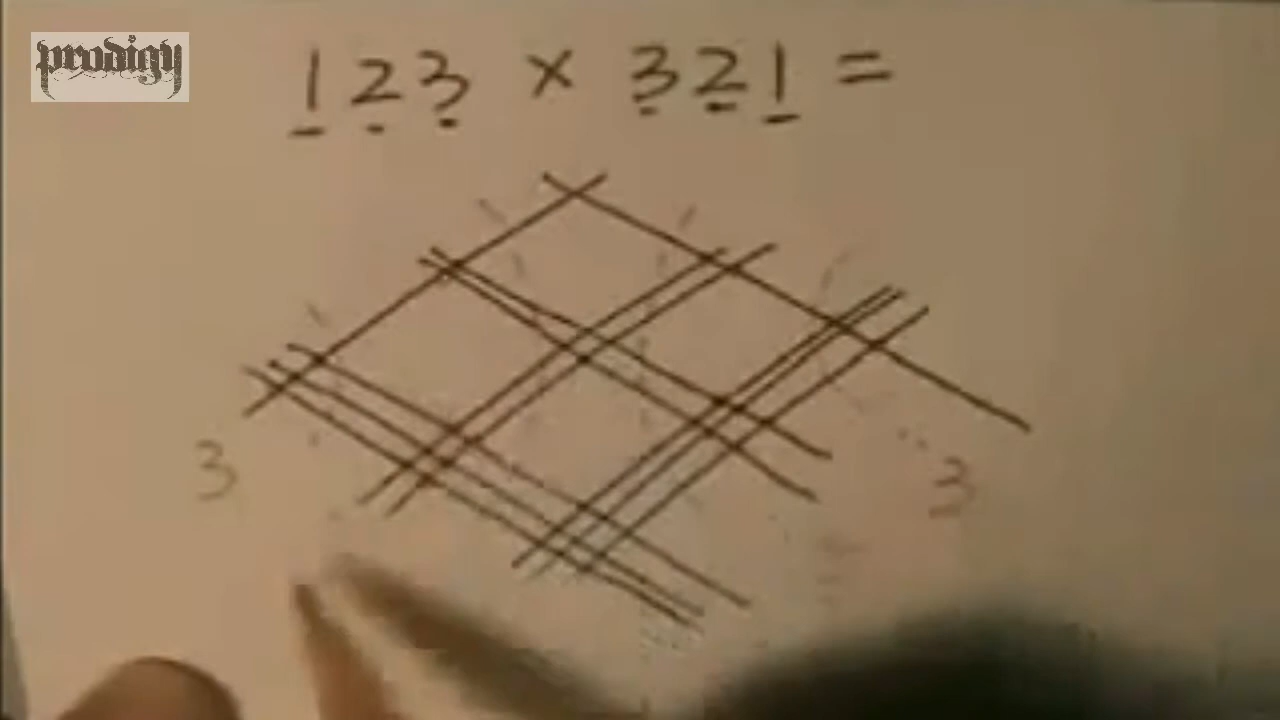 prodigy
123 × 321 =
3
3